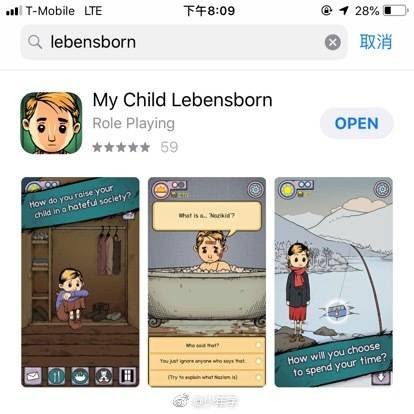 T-Mobile LTE 下午8:09 28%
lebensborn 取消
My Child Lebensborn
Role Playing
59
OPEN
How do you raise your
child in a hateful society?
What is a... 'Nazikid'?
Who said that?
You just ignore anyone who says that.
(Try to explain what Nazism is)
How will you choose
to spend your time?